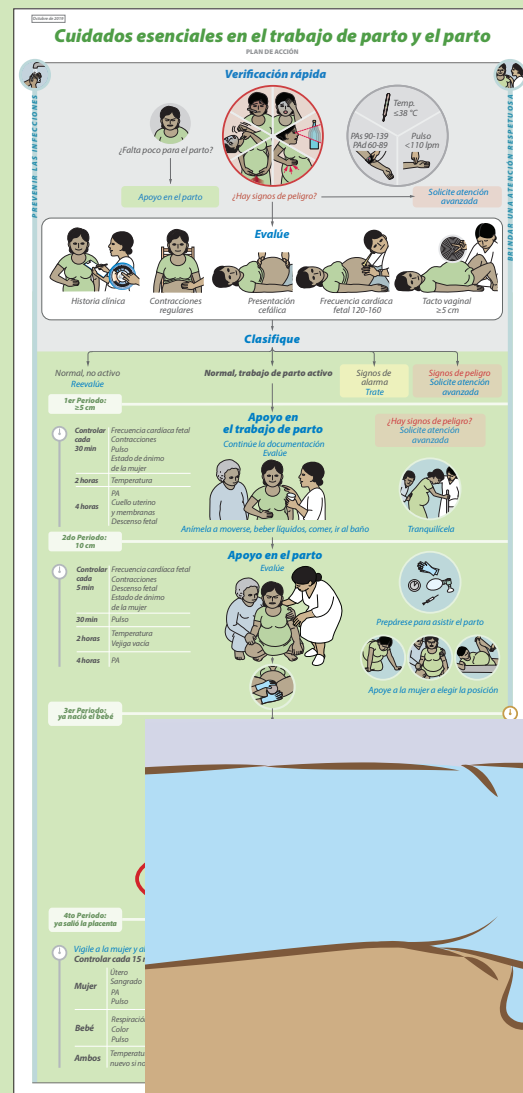 Octubre de 2019
Cuidados esenciales en el trabajo de parto y el parto
PLAN DE ACCIÓN
PREVENIR LAS INFECCIONES
BRINDAR UNA ATENCIÓN RESPETUOSA
Verificación rápida
¿Falta poco para el parto?
Temp.
≤38 °C
PAs 90-139
PAd 60-89
Pulso
<110 lpm
Apoyo en el parto
¿Hay signos de peligro?
Solicite atención
avanzada
Evalúe
Historia clínica
Contracciones
regulares
Presentación
cefálica
Frecuencia cardíaca
fetal 120-160
Tacto vaginal
≥5 cm
Clasifique
Normal, no activo
Reevalúe
Normal, trabajo de parto activo
Signos de
alarma
Trate
Signos de peligro
Solicite atención
avanzada
1er Periodo:
≥5 cm
Controlar
cada
30 min
Frecuencia cardíaca fetal
Contracciones
Pulso
Estado de ánimo
de la mujer
2 horas
Temperatura
4 horas
PA
Cuello uterino
y membranas
Descenso fetal
Apoyo en
el trabajo de parto
Continúe la documentación
Evalúe
Anímela a moverse, beber líquidos, comer, ir al baño
¿Hay signos de peligro?
Solicite atención
avanzada
Tranquilícela
2do Periodo:
10 cm
Controlar
cada
5 min
Frecuencia cardíaca fetal
Contracciones
Descenso fetal
Estado de ánimo
de la mujer
30 min
Pulso
2 horas
Temperatura
Vejiga vacía
4 horas
PA
Apoyo en el parto
Evalúe
Prepárese para asistir el parto
Apoye a la mujer a elegir la posición
3er Periodo:
ya nació el bebé
4to Periodo:
ya salió la placenta
Vigile a la mujer y al
Controlar cada 15
Mujer
Útero
Sangrado
PA
Pulso
Bebé
Respiración
Color
Pulso
Ambos
Temperatu
nuevo si no